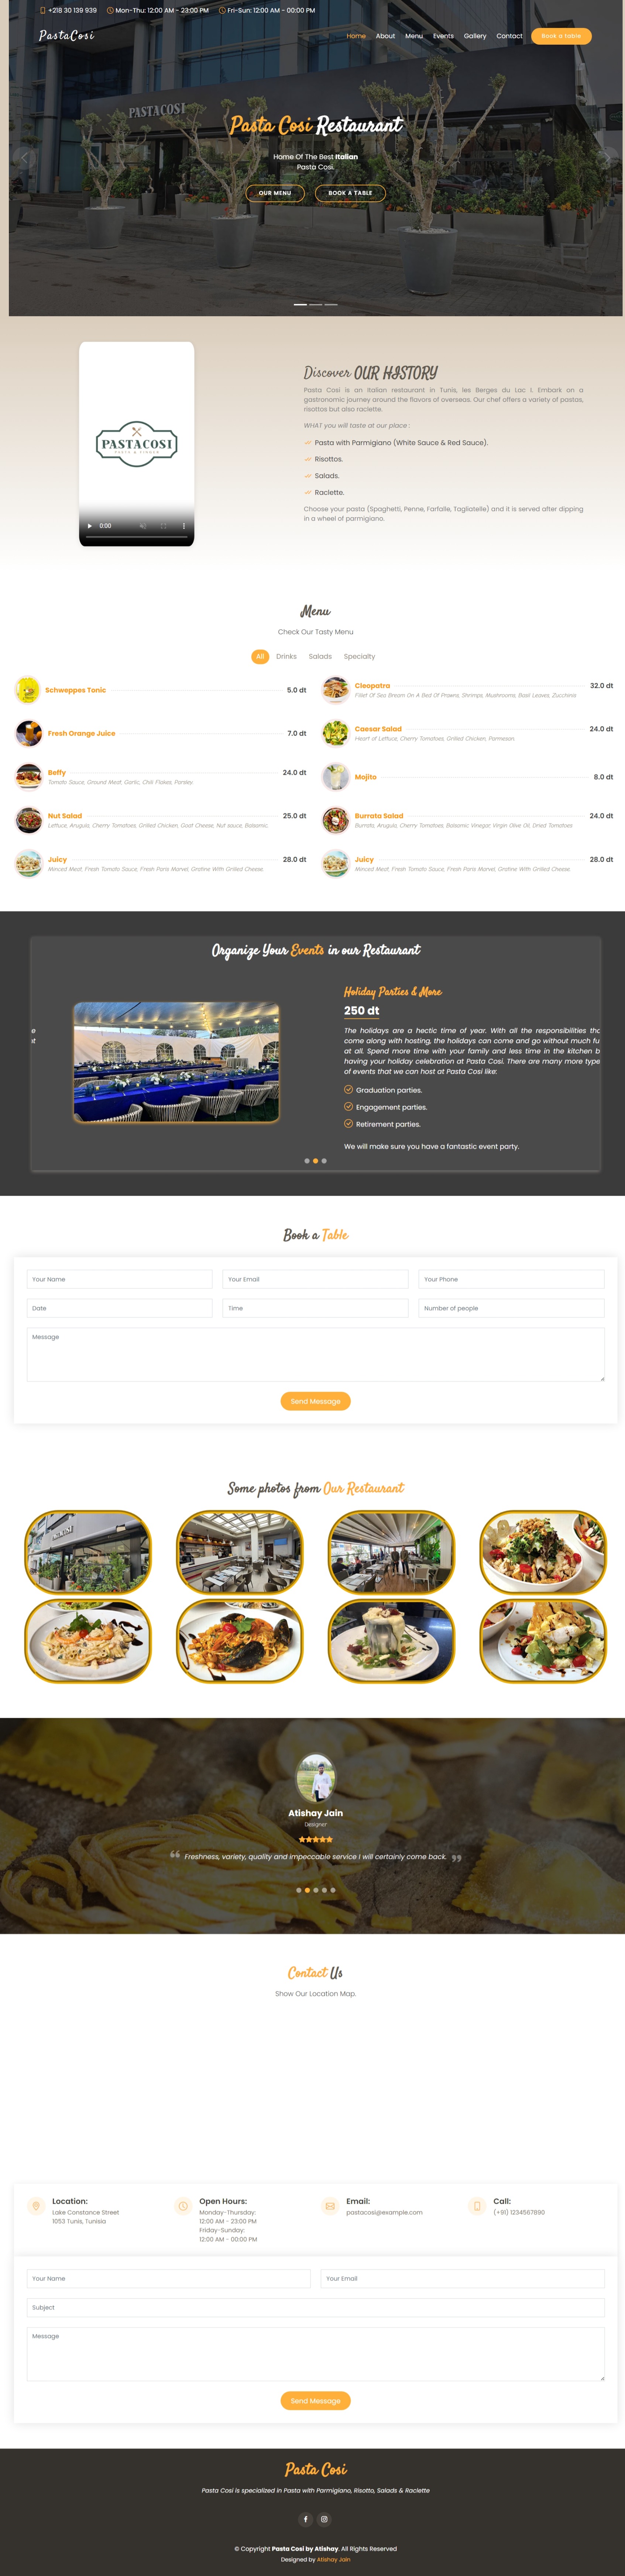 +218 30 139 939 Mon-Thu: 12:00 AM - 23:00 PM Fri-Sun: 12:00 AM - 00:00 PM
PastaCosi
Home About Menu Events Gallery Contact Book a table
PASTACOSI
Pasta Cosi Restaurant
Home Of The Best Italian
Pasta Cosi.
OUR MENU BOOK A TABLE
PASTACOSI
0:00
Discover OUR HISTORY
Pasta Cosi is an Italian restaurant in Tunis, les Berges du Lac 1. Embark on a
gastronomic journey around the flavors of overseas. Our chef offers a variety of pastas,
risottos but also raclette.
WHAT you will taste at our place :
Pasta with Parmigiano (White Sauce & Red Sauce).
Risottos.
Salads.
Raclette.
Choose your pasta (Spaghetti, Penne, Farfalle, Tagliatelle) and it is served after dipping
in a wheel of parmigiano.
Menu
Check Our Tasty Menu
All Drinks Salads Specialty
Schweppes Tonic 5.0 dt
Cleopatra 32.0 dt
Fillet Of Sea Bream On A Bed Of Prawns, Shrimps, Mushrooms, Basil Leaves, Zucchinis
Fresh Orange Juice 7.0 dt
Caesar Salad 24.0 dt
Heart of Lettuce, Cherry Tomatoes, Grilled Chicken, Parmesan.
Beffy 24.0 dt
Tomato Sauce, Ground Meat, Garlic, Chili Flakes, Parsley
Mojito 8.0 dt
Nut Salad 25.0 dt
Lettuce, Arugula, Cherry Tomatoes, Grilled Chicken, Goat Cheese, Nut sauce, Balsamic,
Burrata Salad 24.0 dt
Burrata, Arugula, Cherry Tomatoes, Balsamic Vinegar, Virgin Olive Oil, Dried Tomatoes
Juicy 28.0 dt
Minced Meat, Fresh Tomato Sauce, Fresh Paris Marvel, Gratine With Grilled Cheese.
Juicy 28.0 dt
Minced Meat, Fresh Tomato Sauce, Fresh Paris Marvel, Gratine With Grilled Cheese.
Organize Your Events in our Restaurant
Holiday Parties & More
250 dt
The holidays are a hectic time of year. With all the responsibilities tha
come along with hosting, the holidays can come and go without much fu
at all. Spend more time with your family and less time in the kitchen b
having your holiday celebration at Pasta Cosi. There are many more type
of events that we can host at Pasta Cosi like:
Graduation parties.
Engagement parties.
Retirement parties.
We will make sure you have a fantastic event party.
Book a Table
Your Name Your Email Your Phone
Date Time Number of people
Message
Send Message
Some photos from Our Restaurant
Atishay Jain
Designer
Freshness, variety, quality and impeccable service i will certainly come back.
Contact Us
Show Our Location Map.
Location:
Lake Constance Street
1053 Tunis, Tunisia
Open Hours:
Monday-Thursday:
12:00 AM - 23:00 PM
Friday-Sunday:
12:00 AM - 00:00 PM
Email:
pastacosi@example.com
Call:
(+91) 1234567890
Your Name Your Email
Subject
Message
Send Message
Pasta Cosi
Pasta Cosi is specialized in Pasta with Parmigiano, Risotto, Salads & Raclette
© Copyright Pasta Cosi by Atishay. All Rights Reserved
Designed by Atishay Jain